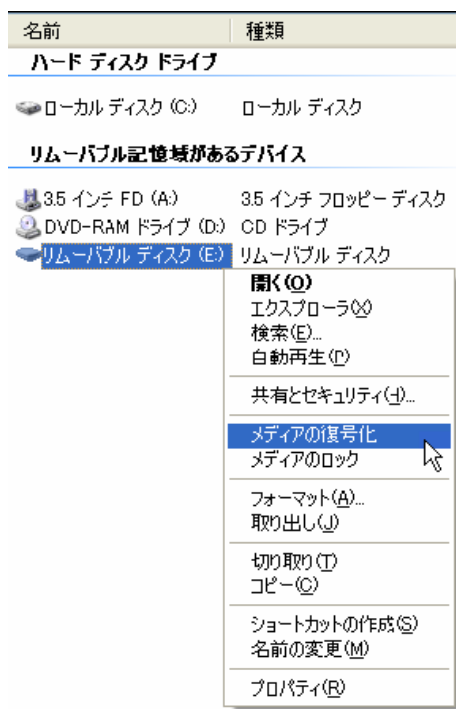 名前 種類
ハード ディスク ドライブ
ローカル ディスク (C:) ローカル ディスク
リムーバブル記憶域があるデバイス
3.5 インチ FD (A:) 3.5 インチ フロッピー ディスク
DVD-RAM ドライブ (D:) CD ドライブ
リムーバブル ディスク (E:) リムーバブル ディスク
開く(O)
エクスプローラ(X)
検索(E)...
自動再生(P)
共有とセキュリティ(H)...
メディアの復号化
メディアのロック
フォーマット(A)...
取り出し(J)
切り取り(T)
コピー(C)
ショートカットの作成(S)
名前の変更(M)
プロパティ(R)